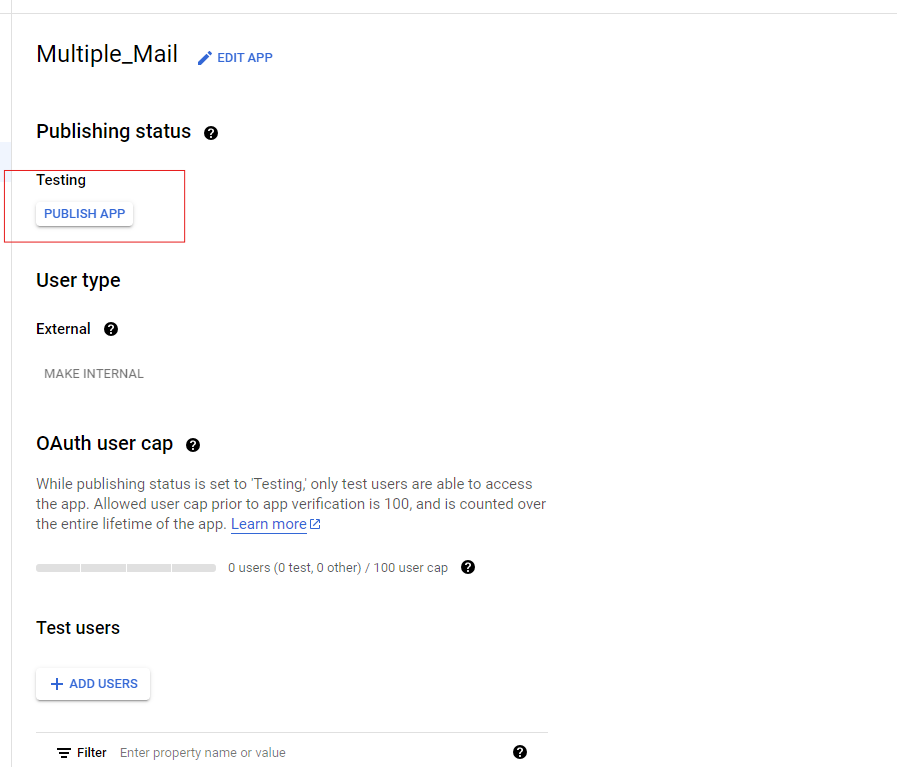 Multiple_Mail EDIT APP
Publishing status
Testing
PUBLISH APP
User type
External
MAKE INTERNAL
OAuth user cap
While publishing status is set to 'Testing,' only test users are able to access
the app. Allowed user cap prior to app verification is 100, and is counted over
the entire lifetime of the app. Learn more
0 users (0 test, 0 other) / 100 user cap
Test users
ADD USERS
Filter Enter property name or value